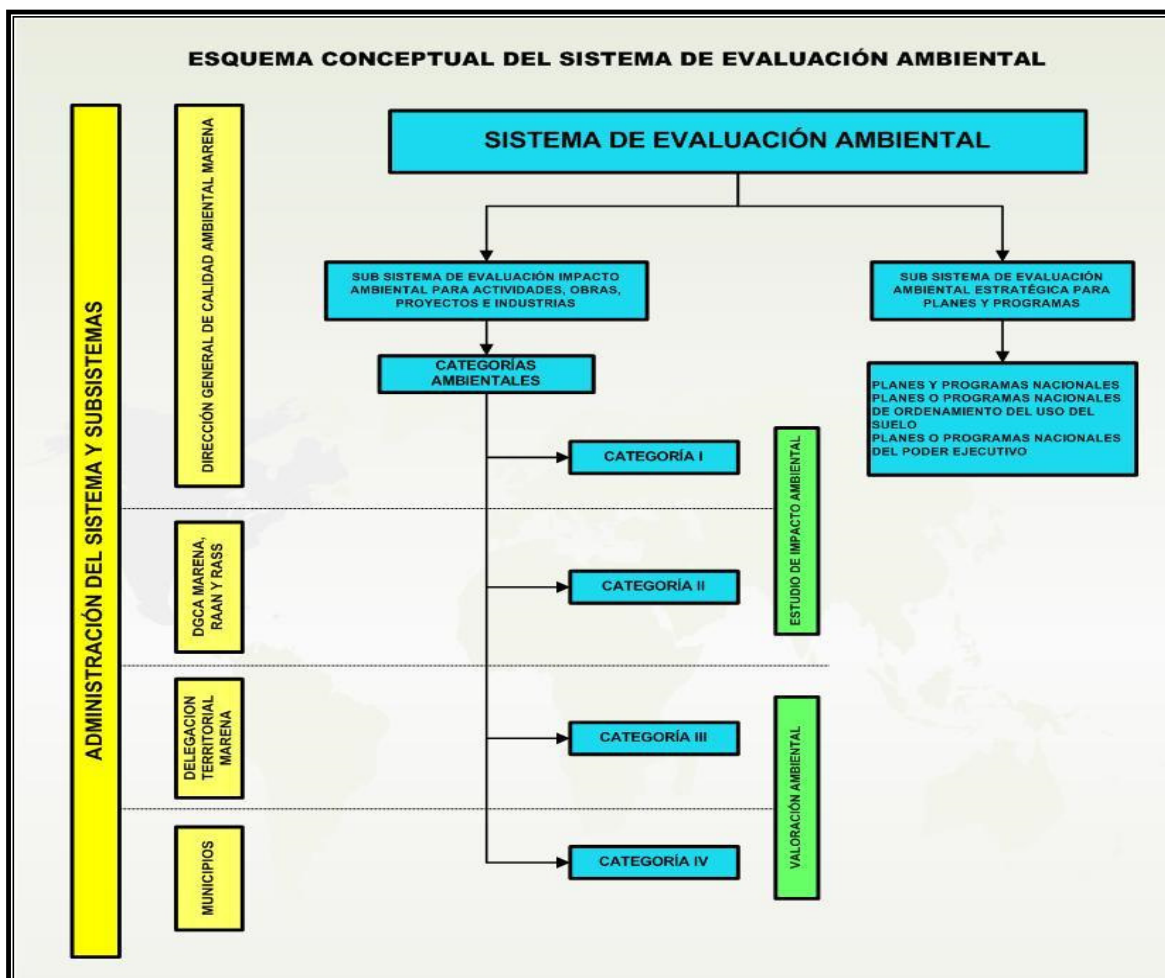 ESQUEMA CONCEPTUAL DEL SISTEMA DE EVALUACIÓN AMBIENTAL
ADMINISTRACIÓN DEL SISTEMA Y SUBSISTEMAS
DIRECCIÓN GENERAL DE CALIDAD AMBIENTAL MARENA
DGCA MARENA,
RAAN Y RASS
DELEGACION
TERRITORIAL
MARENA
MUNICIPIOS
SISTEMA DE EVALUACIÓN AMBIENTAL
SUB SISTEMA DE EVALUACIÓN IMPACTO
AMBIENTAL PARA ACTIVIDADES, OBRAS,
PROYECTOS E INDUSTRIAS
CATEGORÍAS
AMBIENTALES
CATEGORÍA I
CATEGORÍA II
CATEGORÍA III
CATEGORÍA IV
ESTUDIO DE IMPACTO AMBIENTAL
VALORACIÓN AMBIENTAL
SUB SISTEMA DE EVALUACIÓN
AMBIENTAL ESTRATÉGICA PARA
PLANES Y PROGRAMAS
PLANES Y PROGRAMAS NACIONALES
PLANES O PROGRAMAS NACIONALES
DE ORDENAMIENTO DEL USO DEL
SUELO
PLANES O PROGRAMAS NACIONALES
DEL PODER EJECUTIVO